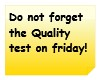 Do not forget
the Quality
test on friday!